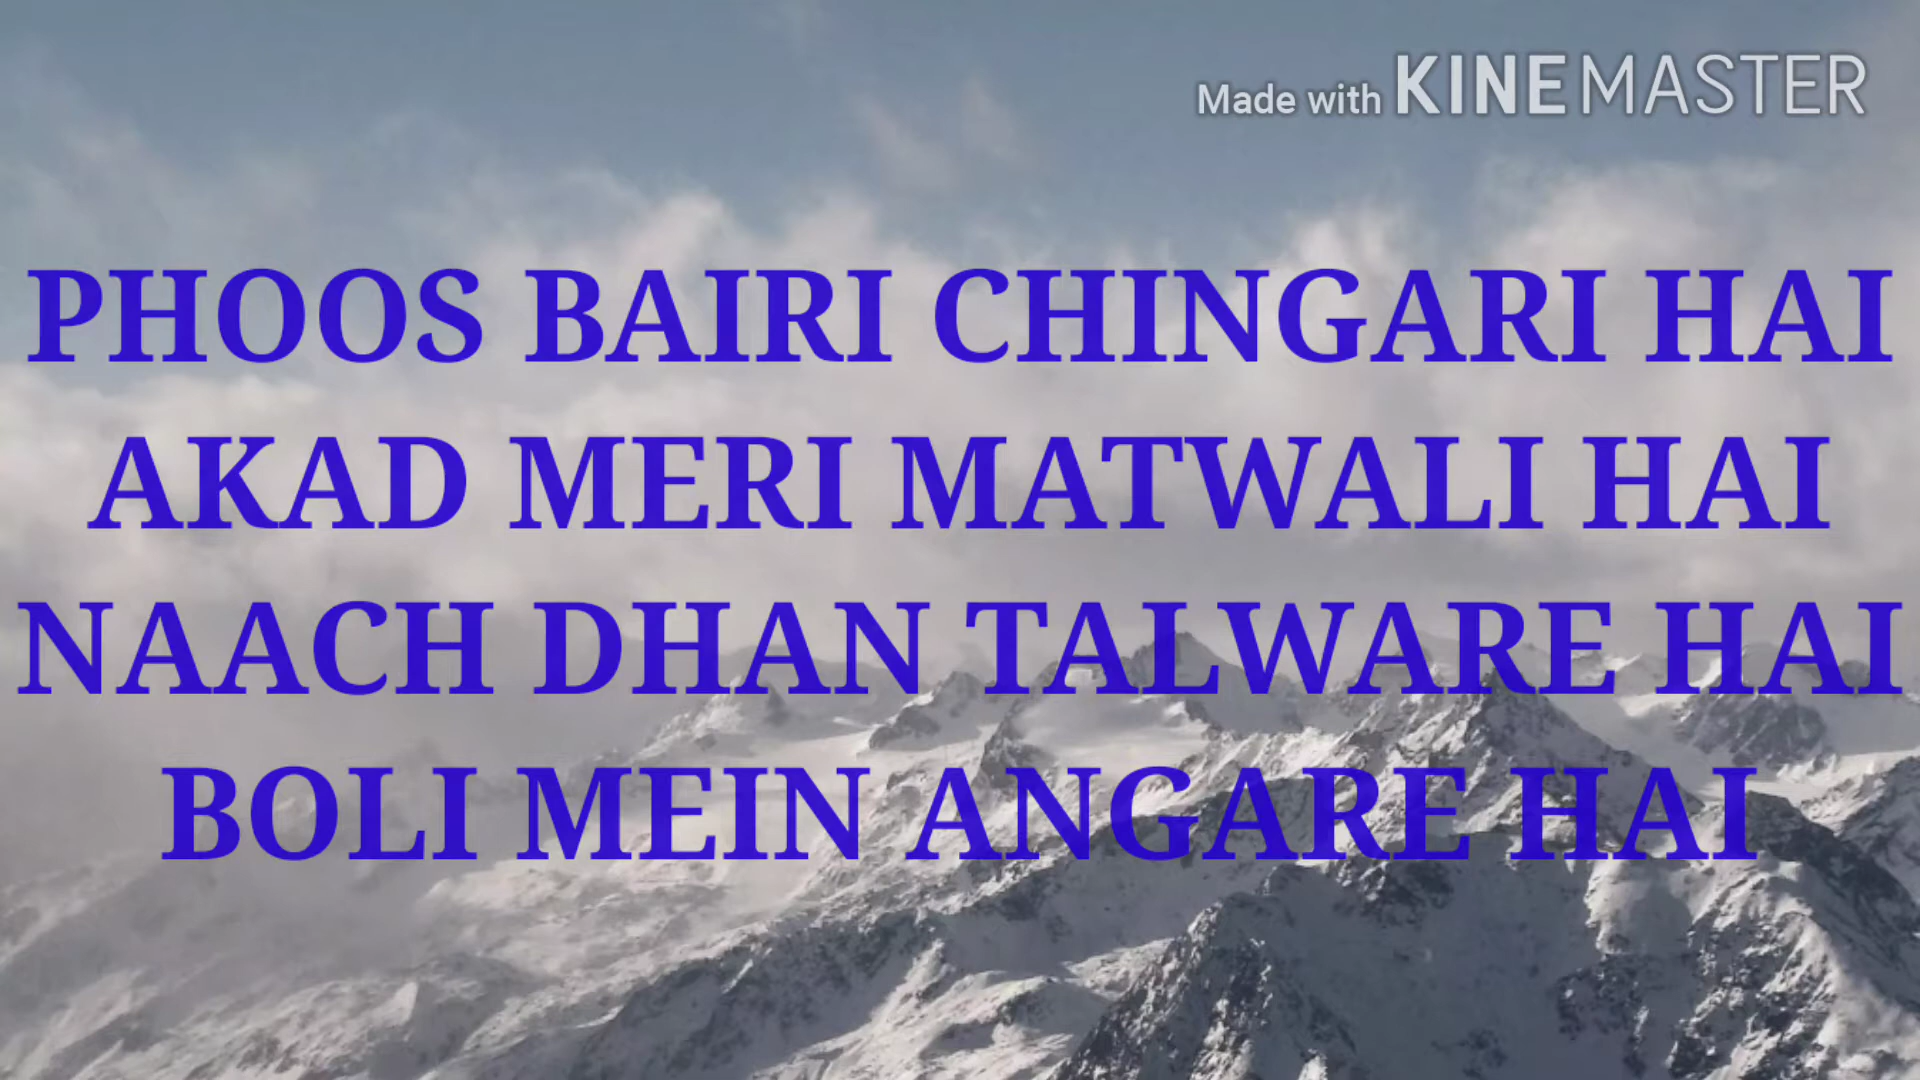 Made with KINEMASTER
PHOOS BAIRI CHINGARI HAI
AKAD MERI MATWALI HAI
NAACH DHAN TALWARE HAI
BOLI MEIN ANGARE HAI